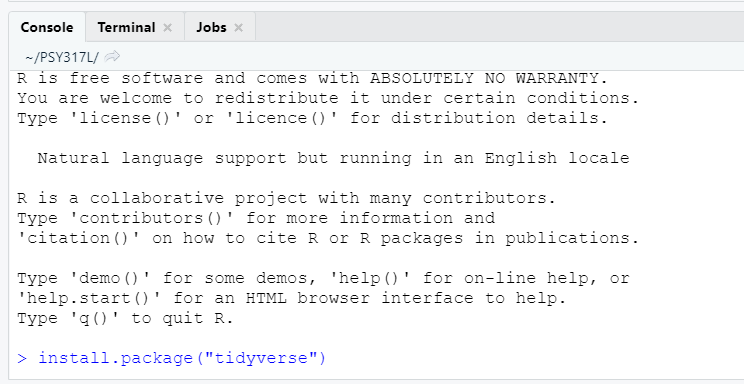 Console Terminal × Jobs ×
~/PSY317L/
R is free software and comes with ABSOLUTELY NO WARRANTY.
You are welcome to redistribute it under certain conditions.
Type 'license()' or 'licence()' for distribution details.
Natural language support but running in an English locale
R is a collaborative project with many contributors.
Type 'contributors()' for more information and
'citation()' on how to cite R or R packages in publications.
Type 'demo()' for some demos, 'help()' for on-line help, or
'help.start()' for an HTML browser interface to help.
Type 'q()' to quit R.
> install.package("tidyverse")